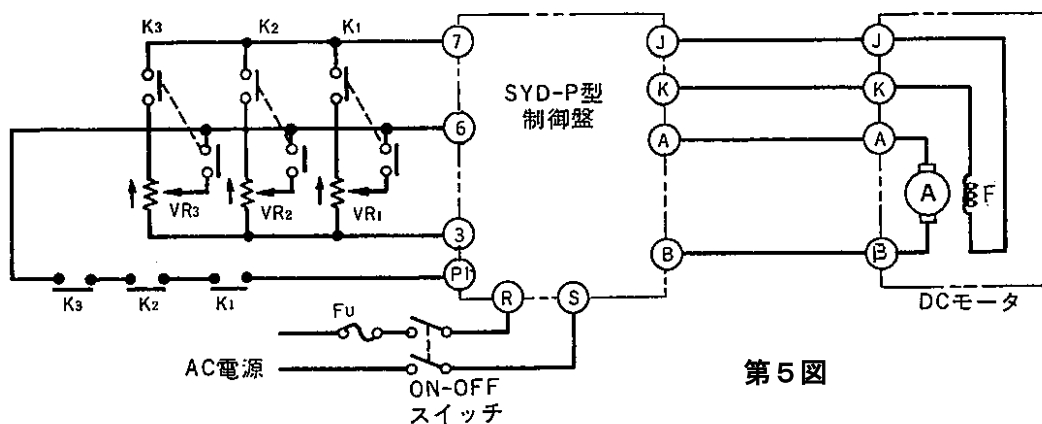 K3 K2 K1
7
6
3
P1
VR3 VR2 VR1
K3 K2 K1
SYD-P型
制御盤
J
K
A
B
R S
J
K
A
B
A F
DCモータ
Fu
AC電源
ON-OFF
スイッチ
第5図